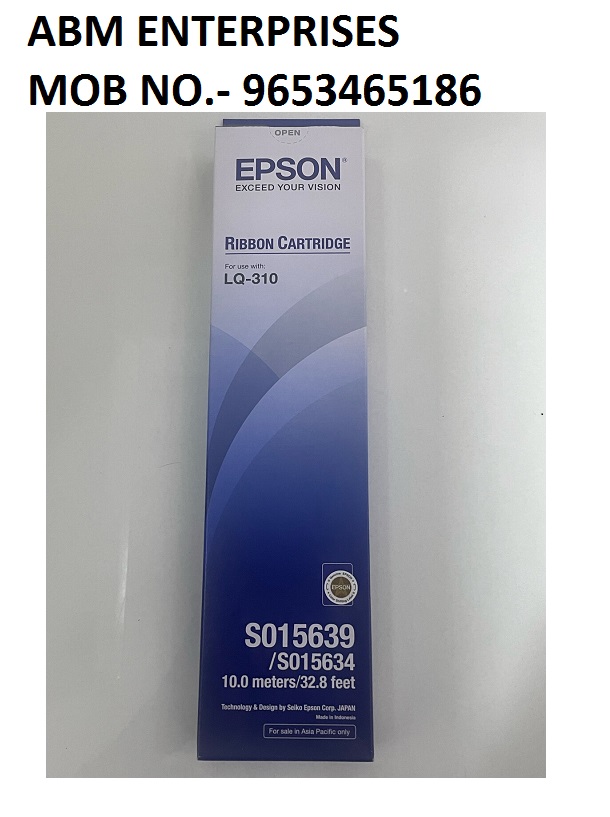 ABM ENTERPRISES
MOB NO.- 9653465186
OPEN
EPSON®
EXCEED YOUR VISION
RIBBON CARTRIDGE
For use with:
LQ-310
EPSON
S015639
/S015634
10.0 meters/32.8 feet
Technology & Design by Seiko Epson Corp. JAPAN
Made in Indonesia
For sale in Asia Pacific only